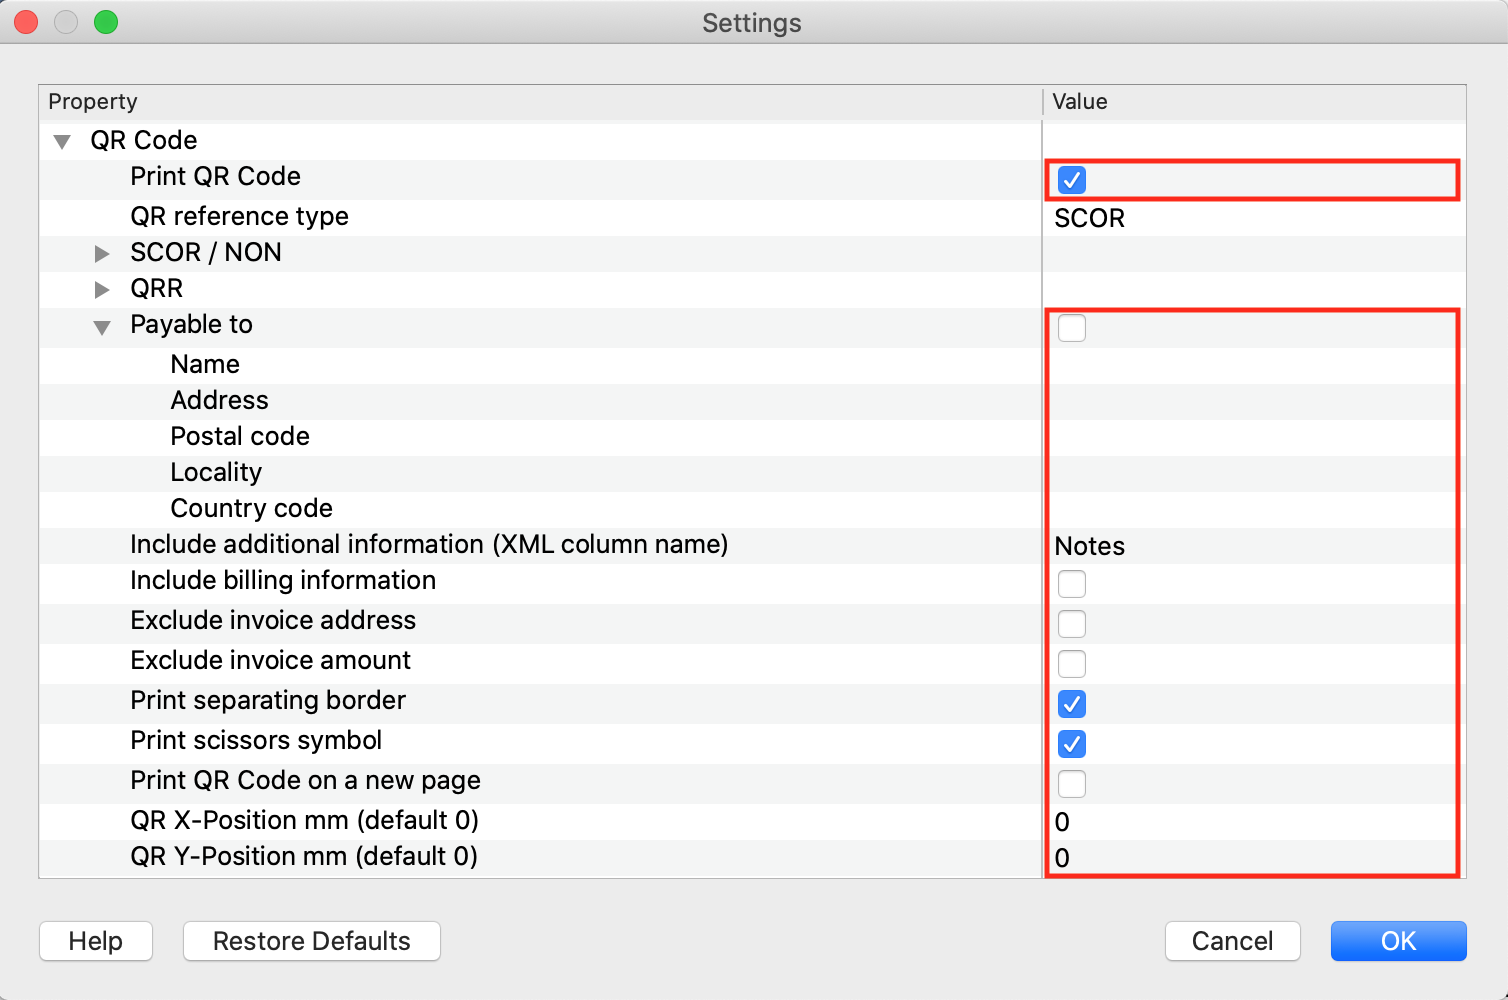 Settings
Property Value
QR Code
Print QR Code
QR reference type SCOR
SCOR / NON
QRR
Payable to
Name
Address
Postal code
Locality
Country code
Include additional information (XML column name) Notes
Include billing information
Exclude invoice address
Exclude invoice amount
Print separating border
Print scissors symbol
Print QR Code on a new page
QR X-Position mm (default 0) 0
QR Y-Position mm (default 0) 0
Help Restore Defaults Cancel OK